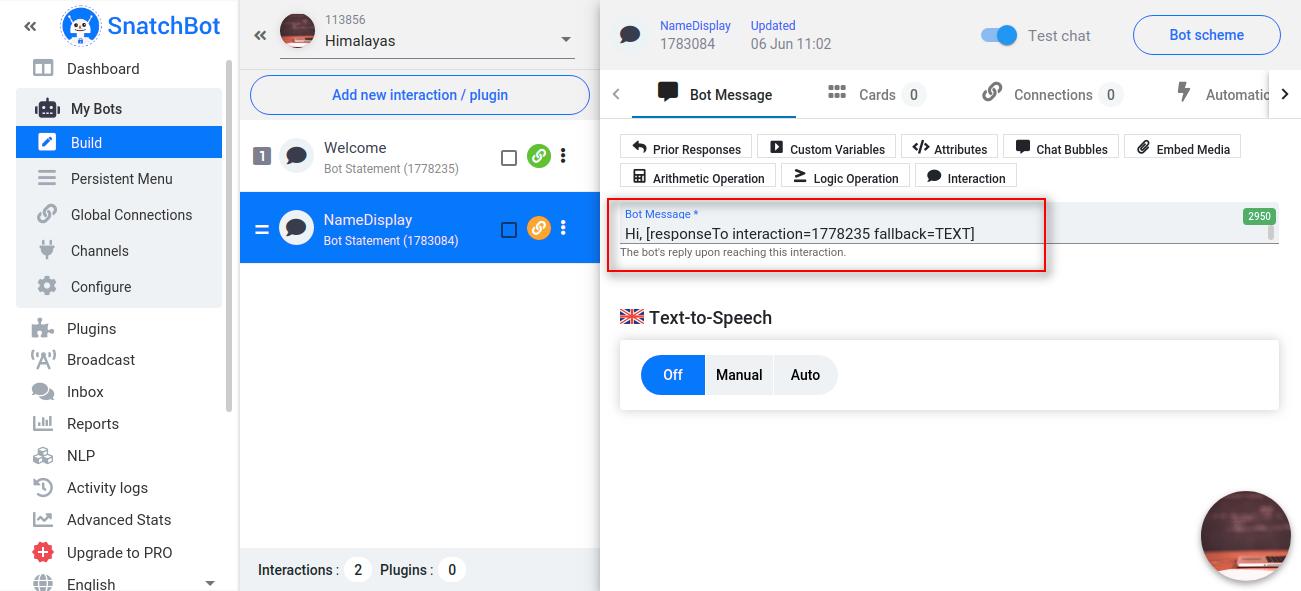 SnatchBot
Dashboard
My Bots
Build
Persistent Menu
Global Connections
Channels
Configure
Plugins
Broadcast
Inbox
Reports
NLP
Activity logs
Advanced Stats
Upgrade to PRO
English
113856
Himalayas
Add new interaction / plugin
1 Welcome
Bot Statement (1778235)
NameDisplay
Bot Statement (1783084)
Interactions : 2 Plugins : 0
NameDisplay Updated
1783084 06 Jun 11:02
Test chat
Bot scheme
Bot Message Cards 0 Connections 0 Automatic
Prior Responses Custom Variables Attributes Chat Bubbles Embed Media
Arithmetic Operation Logic Operation Interaction
Bot Message *
2950
Hi, [responseTo interaction=1778235 fallback=TEXT]
The bot's reply upon reaching this interaction.
Text-to-Speech
Off Manual Auto